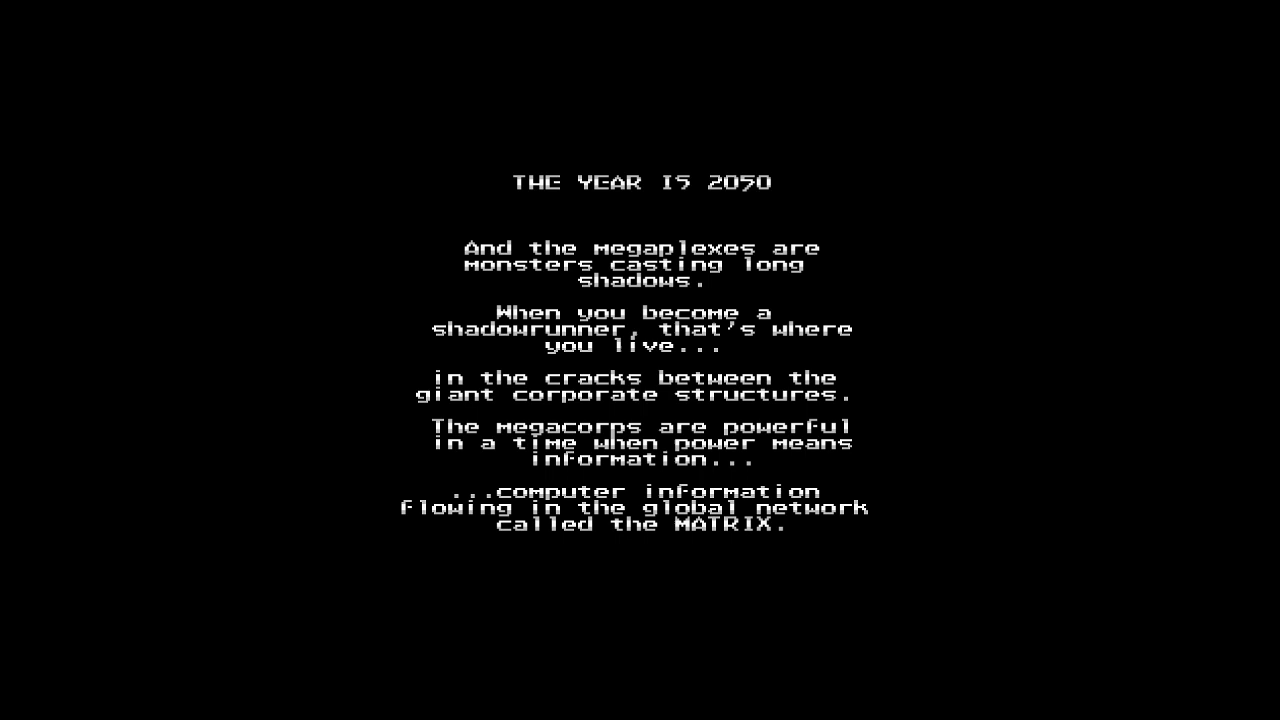 THE YEAR IS 2050
And the megaplexes are
monsters casting long
shadows.
When you become a
shadowrunner, that's where
you live...
in the cracks between the
giant corporate structures.
The megacorps are powerful
in a time when power means
information...
...computer information
flowing in the global network
called the MATRIX.